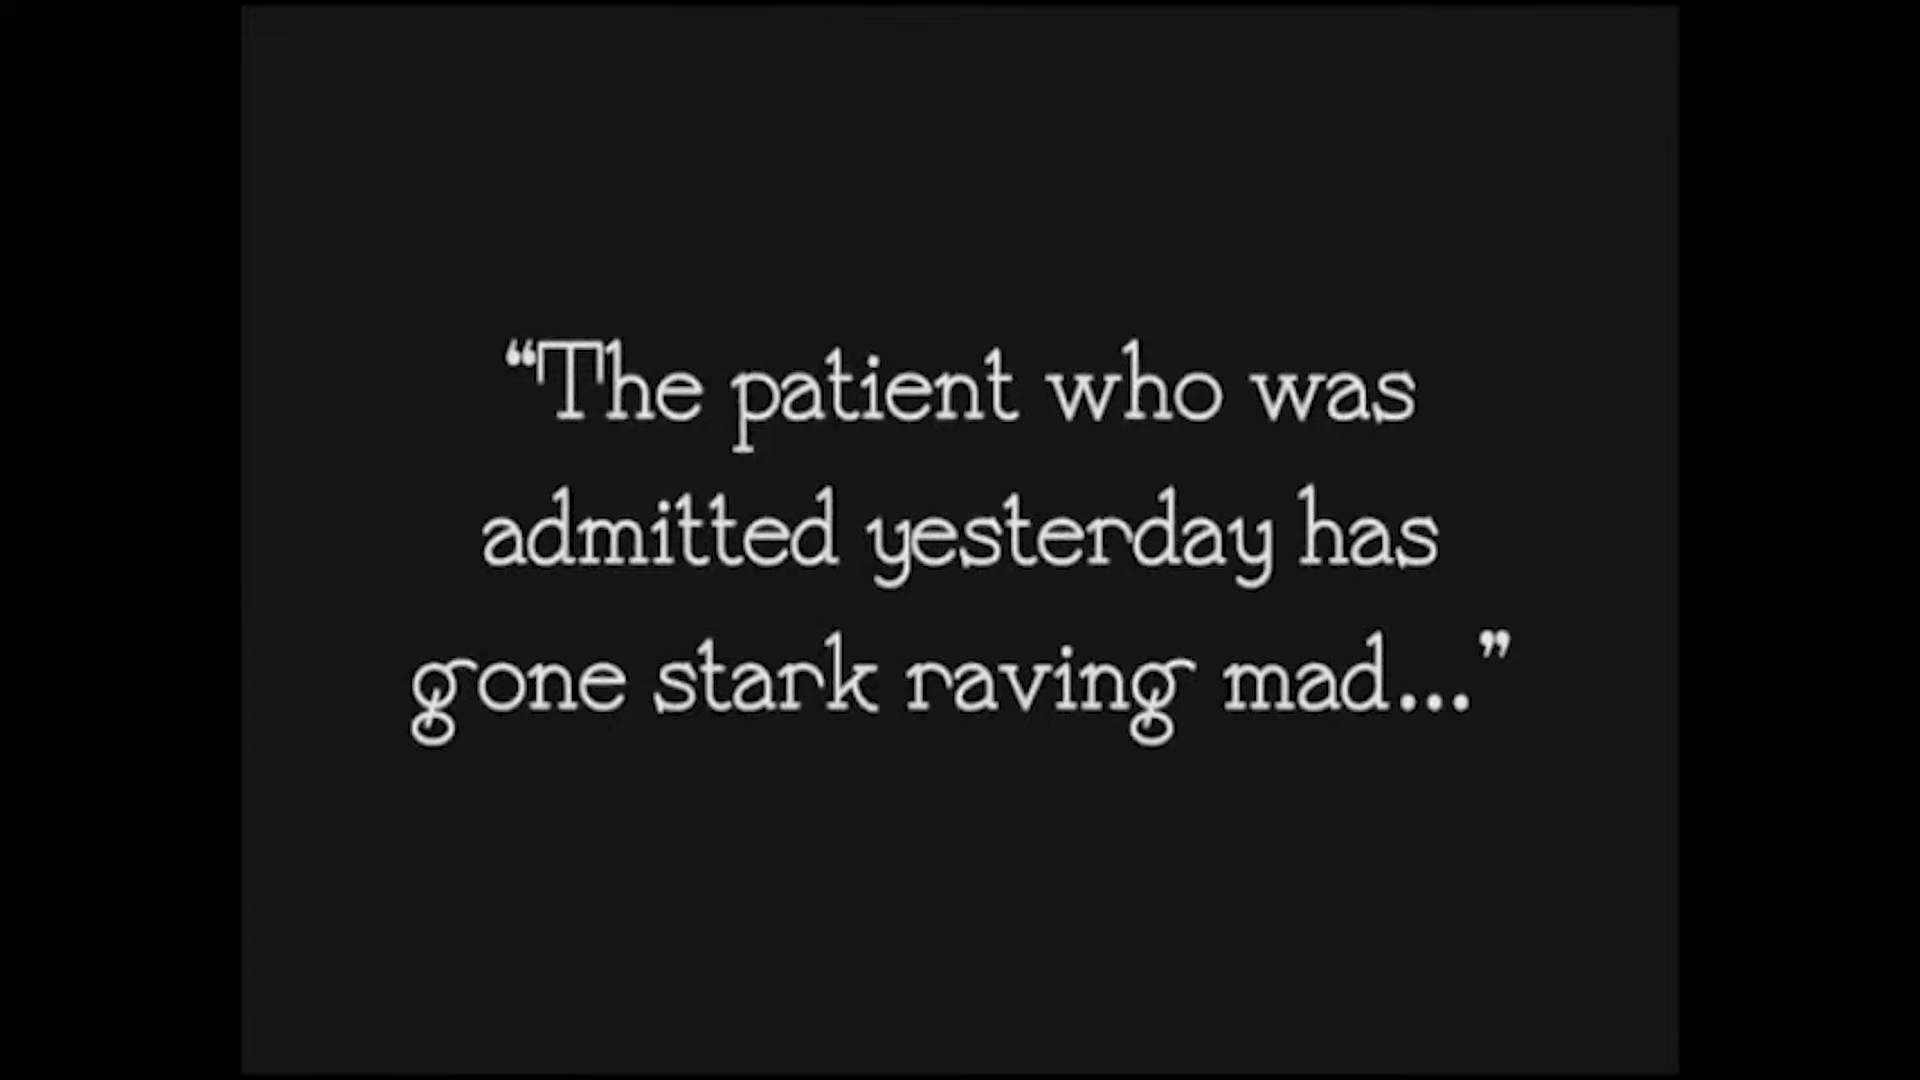 “The patient who was
admitted yesterday has
gone stark raving mad...”